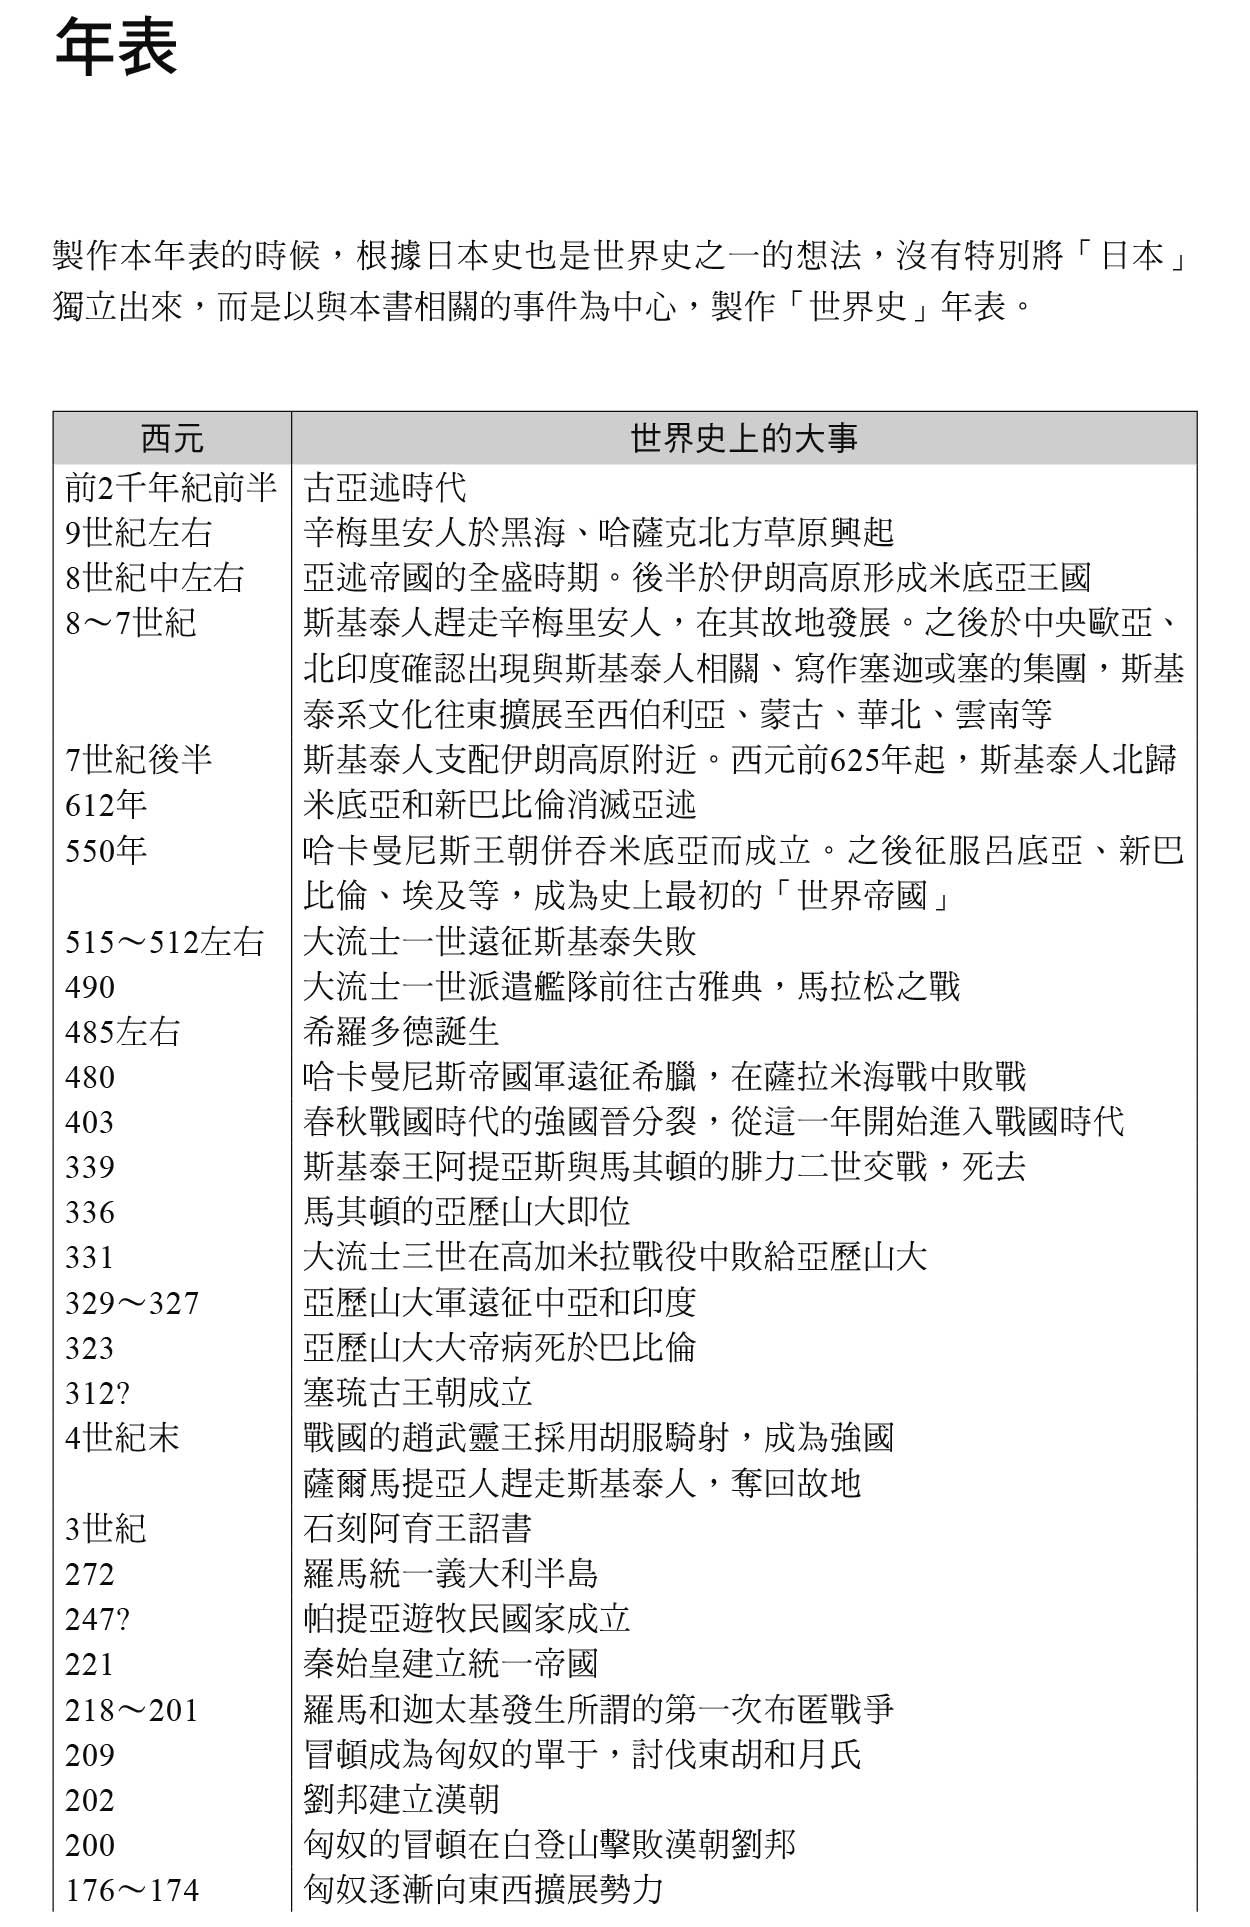 年表
製作本年表的時候，根據日本史也是世界史之一的想法，沒有特別將「日本」
獨立出來，而是以與本書相關的事件為中心，製作「世界史」年表。
西元 世界史上的大事
前2千年紀前半 古亞述時代
9世紀左右 辛梅里安人於黑海、哈薩克北方草原興起
8世紀中左右 亞述帝國的全盛時期。後半於伊朗高原形成米底亞王國
8～7世紀 斯基泰人趕走辛梅里安人，在其故地發展。之後於中央歐亞、
北印度確認出現與斯基泰人相關、寫作塞迦或塞的集團，斯基
泰系文化往東擴展至西伯利亞、蒙古、華北、雲南等
7世紀後半 斯基泰人支配伊朗高原附近。西元前625年起，斯基泰人北歸
612年 米底亞和新巴比倫消滅亞述
550年 哈卡曼尼斯王朝併吞米底亞而成立。之後征服呂底亞、新巴
比倫、埃及等，成為史上最初的「世界帝國」
515～512左右 大流士一世遠征斯基泰失敗
490 大流士一世派遣艦隊前往古雅典，馬拉松之戰
485左右 希羅多德誕生
480 哈卡曼尼斯帝國軍遠征希臘，在薩拉米海戰中敗戰
403 春秋戰國時代的強國晉分裂，從這一年開始進入戰國時代
339 斯基泰王阿提亞斯與馬其頓的腓力二世交戰，死去
336 馬其頓的亞歷山大即位
331 大流士三世在高加米拉戰役中敗給亞歷山大
329～327 亞歷山大軍遠征中亞和印度
323 亞歷山大大帝病死於巴比倫
312? 塞琉古王朝成立
4世紀末 戰國的趙武靈王採用胡服騎射，成為強國
薩爾馬提亞人趕走斯基泰人，奪回故地
3世紀 石刻阿育王詔書
272 羅馬統一義大利半島
247? 帕提亞遊牧民國家成立
221 秦始皇建立統一帝國
218～201 羅馬和迦太基發生所謂的第一次布匿戰爭
209 冒頓成為匈奴的單于，討伐東胡和月氏
202 劉邦建立漢朝
200 匈奴的冒頓在白登山擊敗漢朝劉邦
176～174 匈奴逐漸向東西擴展勢力